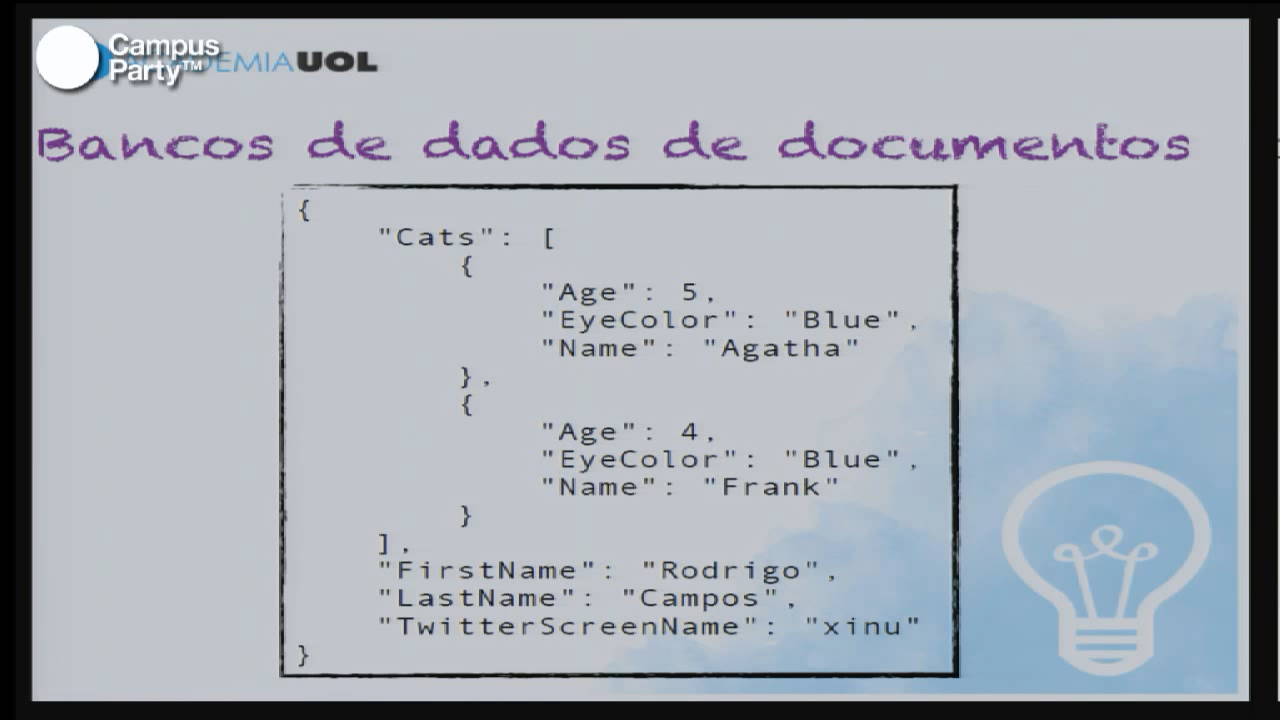 Campus
Party™
EMIAUOL
Bancos de dados de documentos
{
"Cats": [
{
"Age": 5,
"EyeColor": "Blue",
"Name": "Agatha"
},
{
"Age": 4,
"EyeColor": "Blue",
"Name": "Frank"
}
],
"FirstName": "Rodrigo",
"LastName": "Campos",
"TwitterScreenName": "xinu"
}